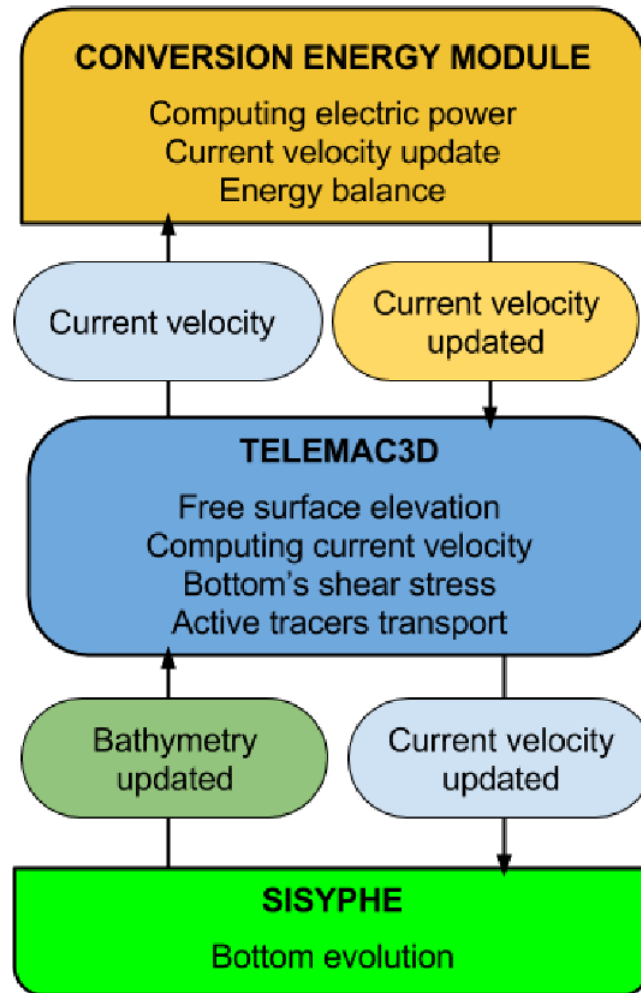 CONVERSION ENERGY MODULE
Computing electric power
Current velocity update
Energy balance
Current velocity
Current velocity
updated
TELEMAC3D
Free surface elevation
Computing current velocity
Bottom's shear stress
Active tracers transport
Bathymetry
updated
Current velocity
updated
SISYPHE
Bottom evolution